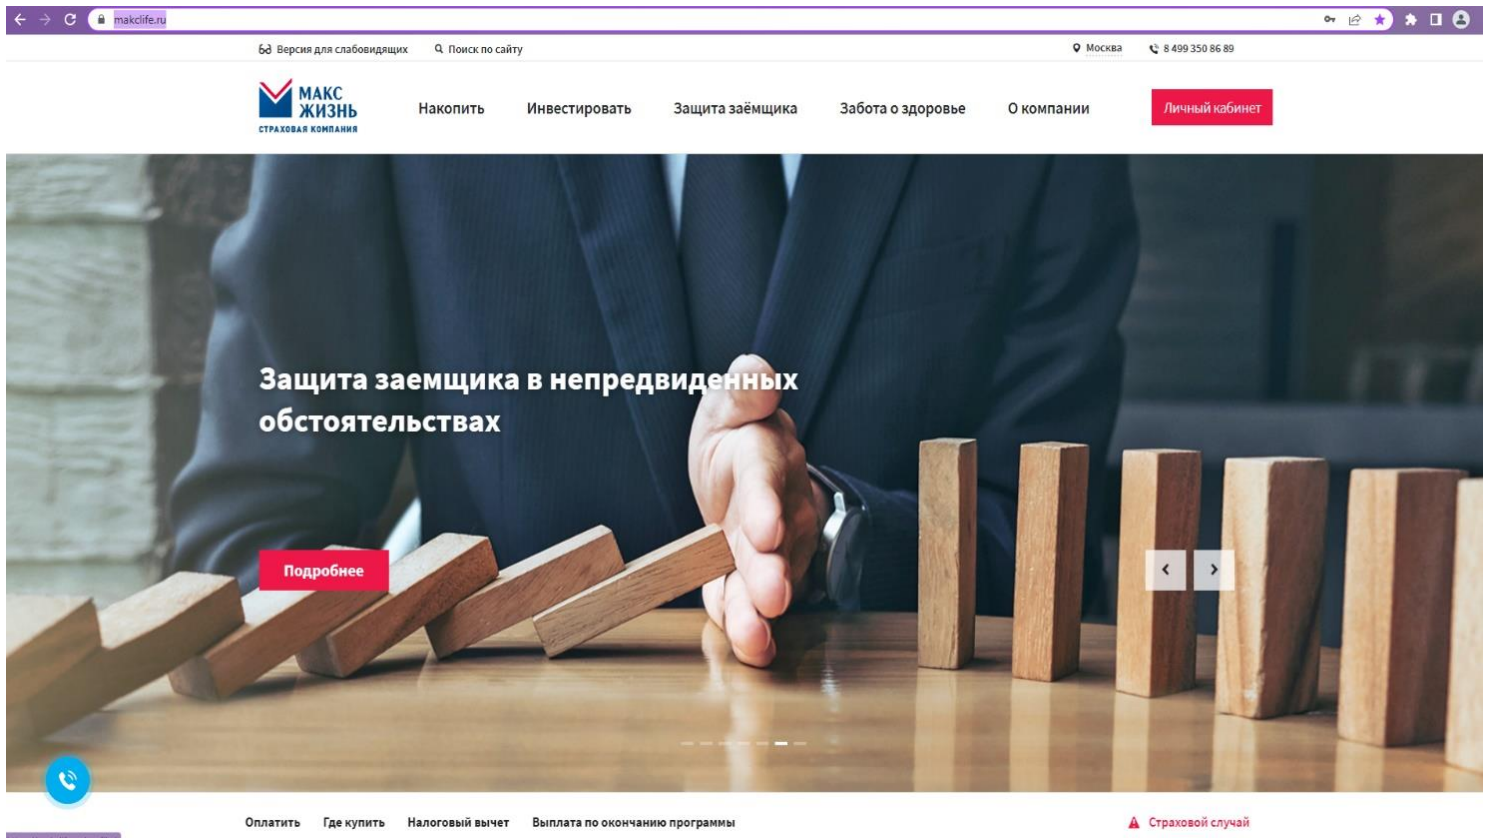 makclife.ru
Версия для слабовидящих
Поиск по сайту
Москва
8 499 350 86 89
МАКС
ЖИЗНЬ
СТРАХОВАЯ КОМПАНИЯ
Накопить
Инвестировать
Защита заёмщика
Забота о здоровье
О компании
Личный кабинет
Защита заемщика в непредвиденных
обстоятельствах
Подробнее
Оплатить
Где купить
Налоговый вычет
Выплата по окончанию программы
Страховой случай